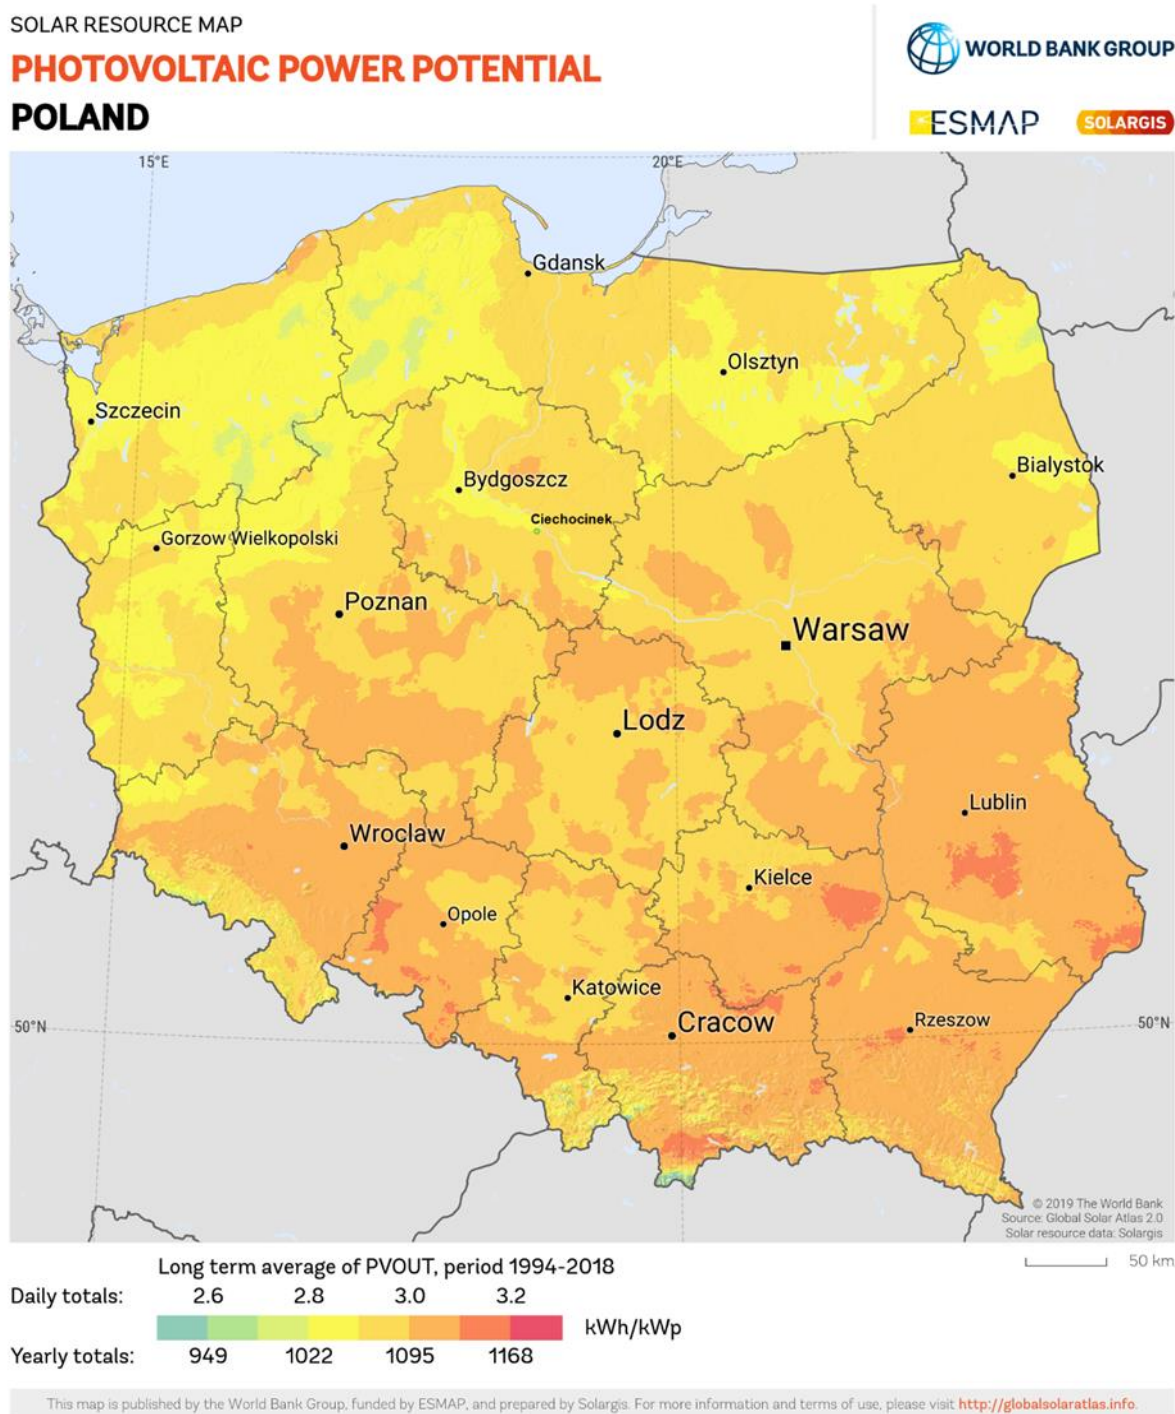 SOLAR RESOURCE MAP
PHOTOVOLTAIC POWER POTENTIAL
POLAND
WORLD BANK GROUP
ESMAP
SOLARGIS
15°E
20°E
Gdansk
Olsztyn
Szczecin
Bialystok
Bydgoszcz
Ciechocinek
Gorzow Wielkopolski
Poznan
Warsaw
Lodz
Lublin
Wroclaw
Kielce
Opole
Katowice
Cracow
Rzeszow
50°N
50°N
© 2019 The World Bank
Source: Global Solar Atlas 2.0
Solar resource data: Solargis
50 km
Long term average of PVOUT, period 1994-2018
Daily totals: 2.6 2.8 3.0 3.2
kWh/kWp
Yearly totals: 949 1022 1095 1168
This map is published by the World Bank Group, funded by ESMAP, and prepared by Solargis. For more information and terms of use, please visit http://globalsolaratlas.info.